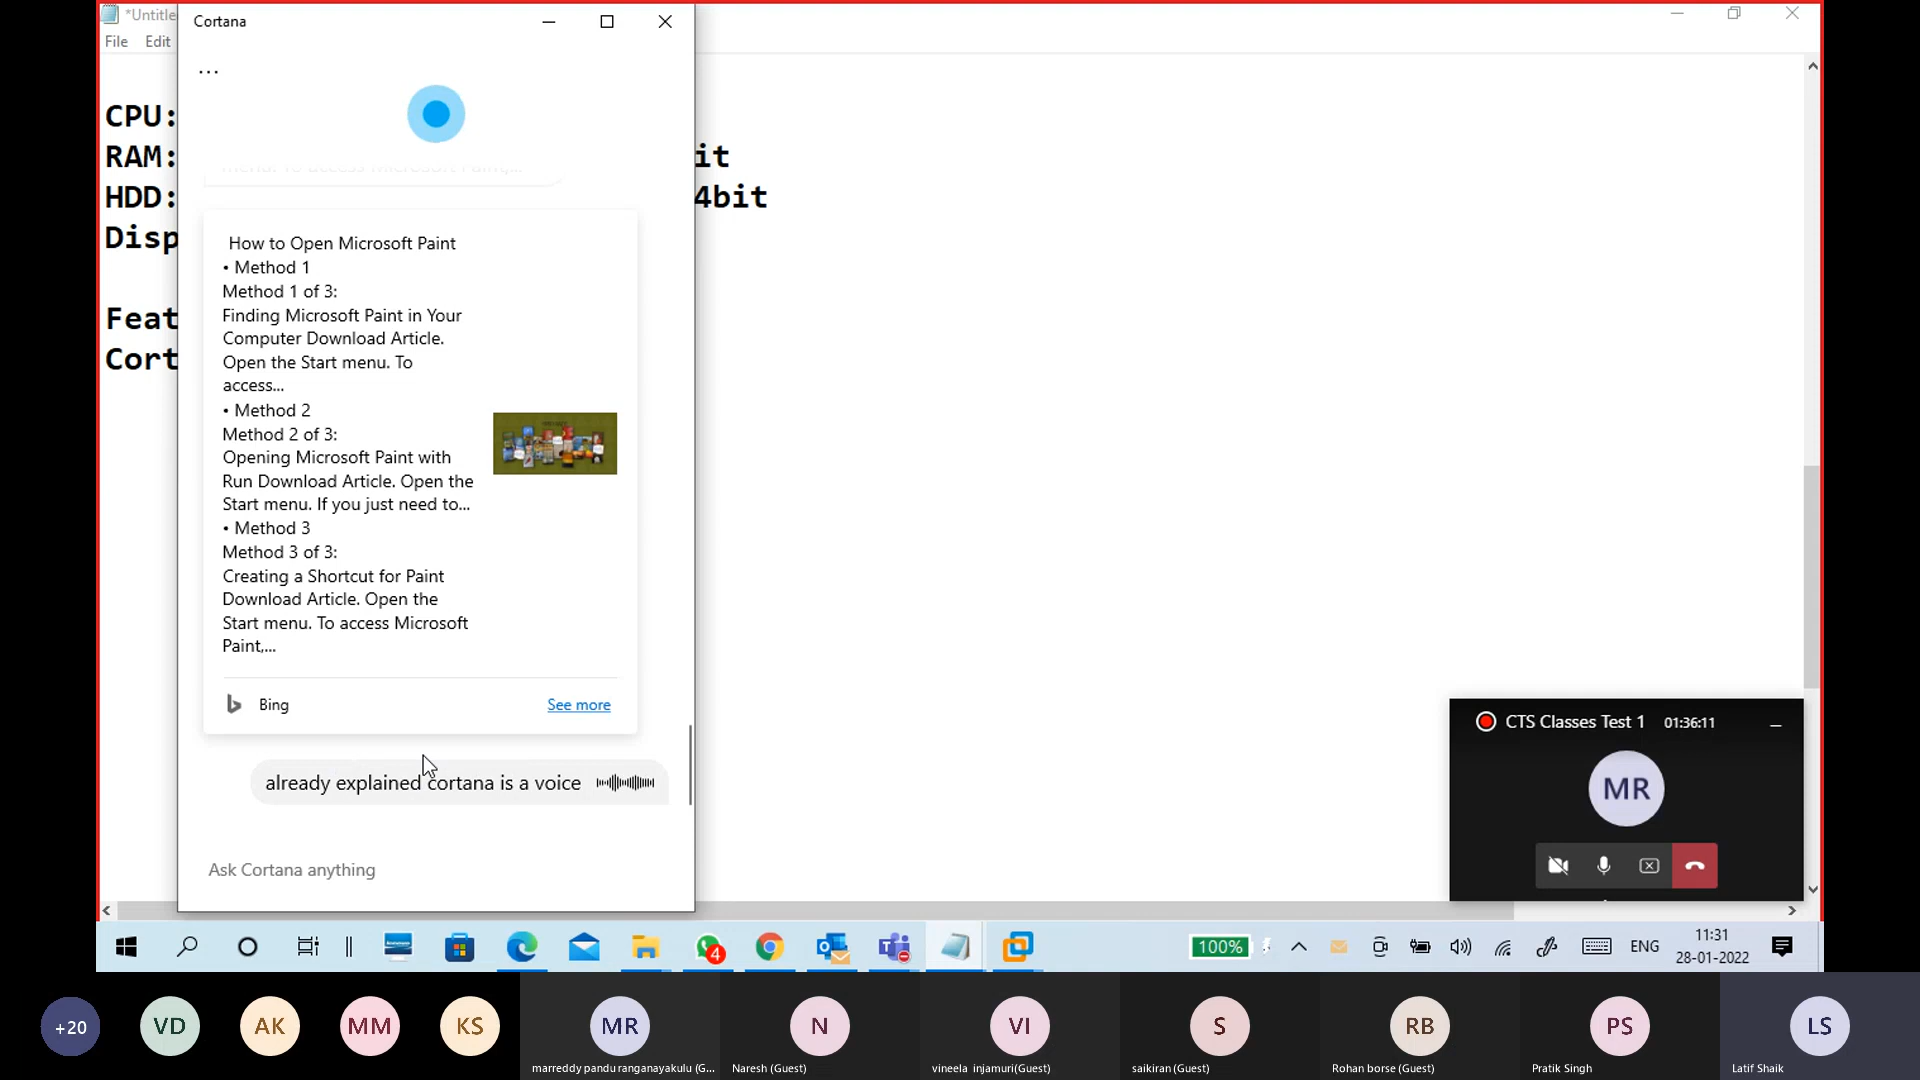 *Untitle
File Edit
Cortana
...
CPU:
RAM: it
HDD: 4bit
Disp
Feat
Cort
How to Open Microsoft Paint
• Method 1
Method 1 of 3:
Finding Microsoft Paint in Your
Computer Download Article.
Open the Start menu. To
access...
• Method 2
Method 2 of 3:
Opening Microsoft Paint with
Run Download Article. Open the
Start menu. If you just need to...
• Method 3
Method 3 of 3:
Creating a Shortcut for Paint
Download Article. Open the
Start menu. To access Microsoft
Paint,...
Bing See more
already explained cortana is a voice
Ask Cortana anything
CTS Classes Test 1 01:36:11
MR
4
100% ENG
11:31
28-01-2022
+20 VD AK MM KS MR N VI S RB PS LS
marreddy pandu ranganayakulu (G... Naresh (Guest) vineela injamuri(Guest) saikiran (Guest) Rohan borse (Guest) Pratik Singh Latif Shaik